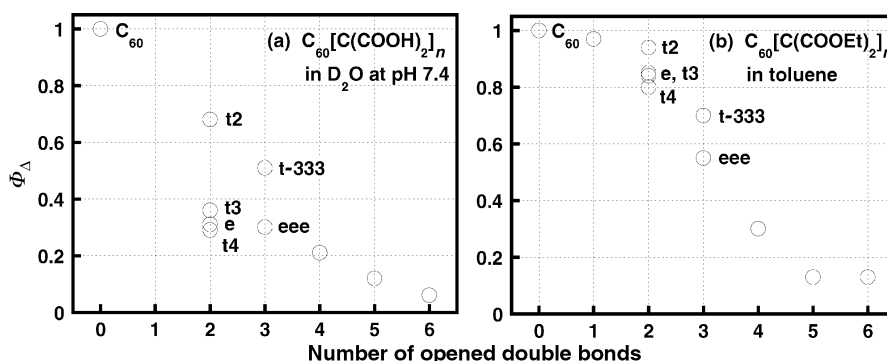 C60
(a) C60[C(COOH)2]n
in D2O at pH 7.4
t2
t-333
t3
e
t4
eee
1
0.8
0.6
0.4
0.2
0
ΦΔ
0 1 2 3 4 5 6
C60
t2
(b) C60[C(COOEt)2]n
e, t3
in toluene
t4
t-333
eee
1
0.8
0.6
0.4
0.2
0
0 1 2 3 4 5 6
Number of opened double bonds